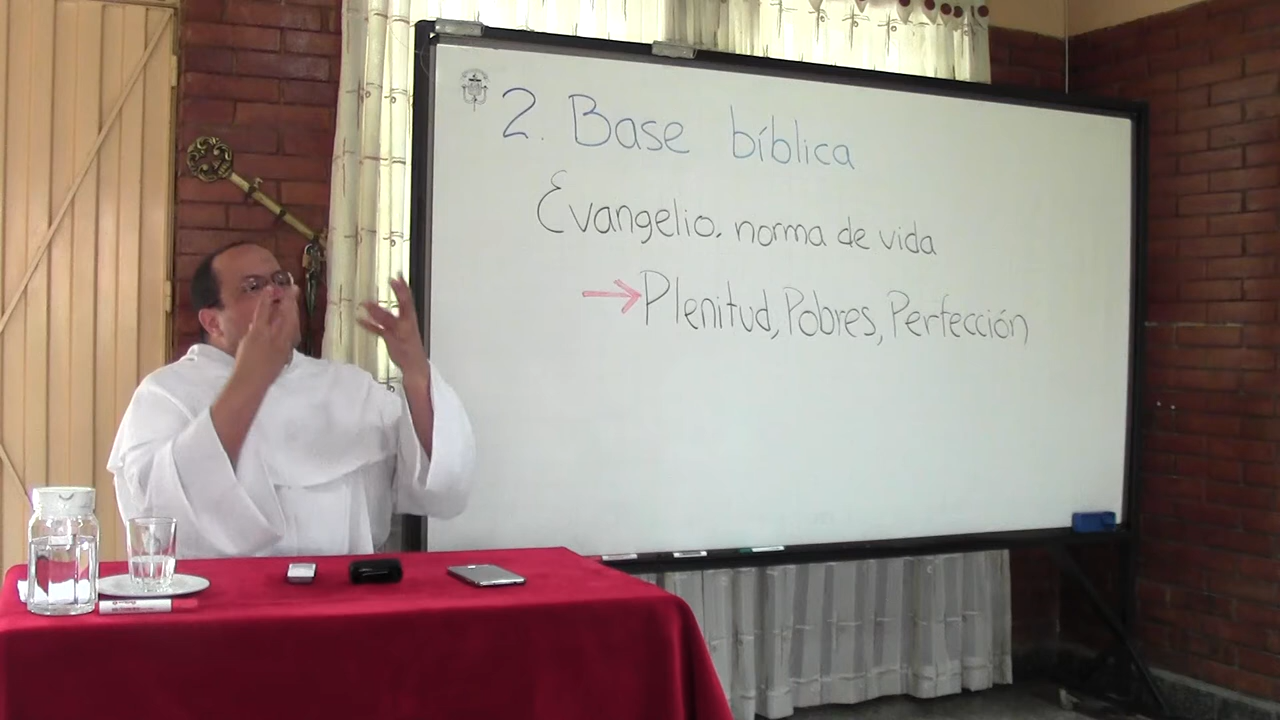 2. Base bíblica
Evangelio, norma de vida
→ Plenitud, Pobres, Perfección